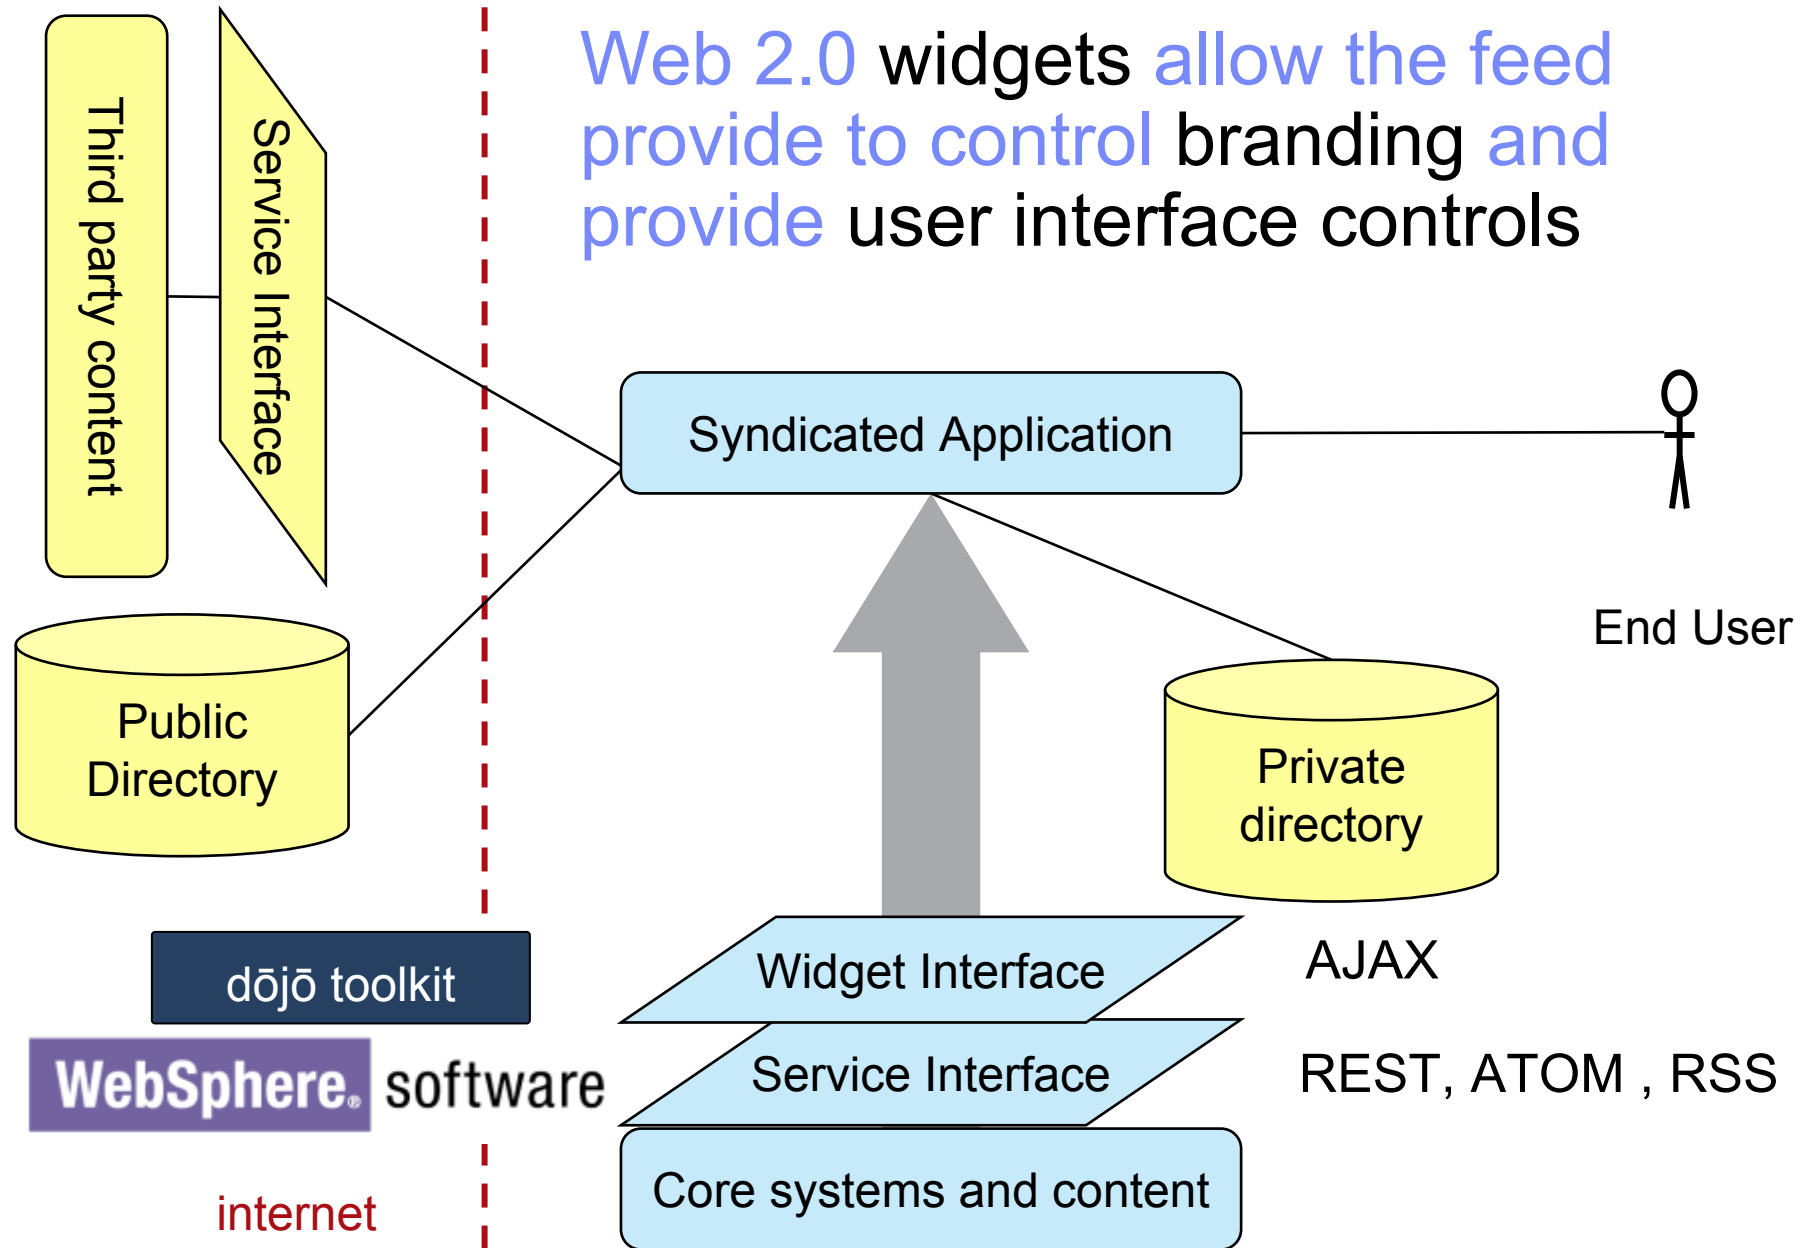 Web 2.0 widgets allow the feed
provide to control branding and
provide user interface controls
Third party content
Service Interface
Syndicated Application
End User
Public
Directory
Private
directory
dōjō toolkit
Widget Interface
AJAX
WebSphere® software
Service Interface
REST, ATOM , RSS
Core systems and content
internet